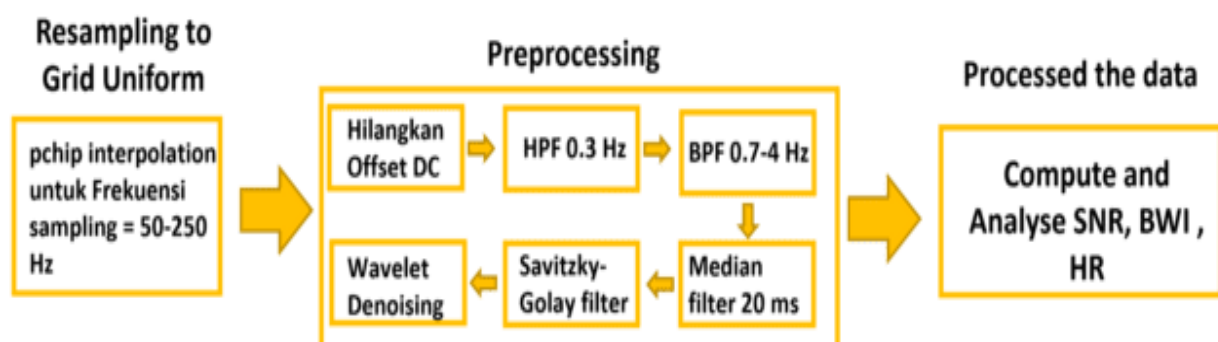 Resampling to
Grid Uniform
pchip interpolation
untuk Frekuensi
sampling = 50-250
Hz
Preprocessing
Hilangkan
Offset DC
HPF 0.3 Hz
BPF 0.7-4 Hz
Median
filter 20 ms
Savitzky-
Golay filter
Wavelet
Denoising
Processed the data
Compute and
Analyse SNR, BWI ,
HR